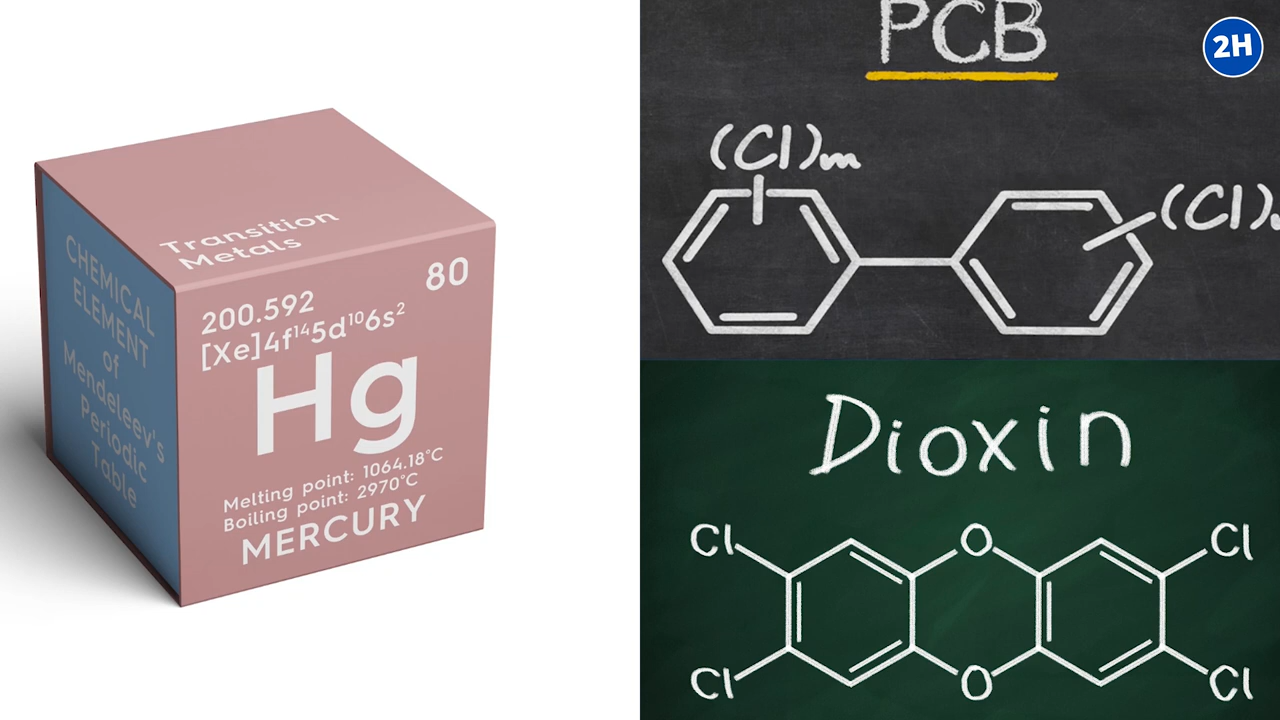 Transition
Metals
CHEMICAL
ELEMENT
of
Mendeleev's
Periodic
Table
80
200.592
[Xe]4f¹⁴5d¹⁰6s²
Hg
Melting point: 1064.18°C
Boiling point: 2970°C
MERCURY
PCB
2H
(Cl)m
(Cl)
Dioxin
Cl O Cl
Cl O Cl